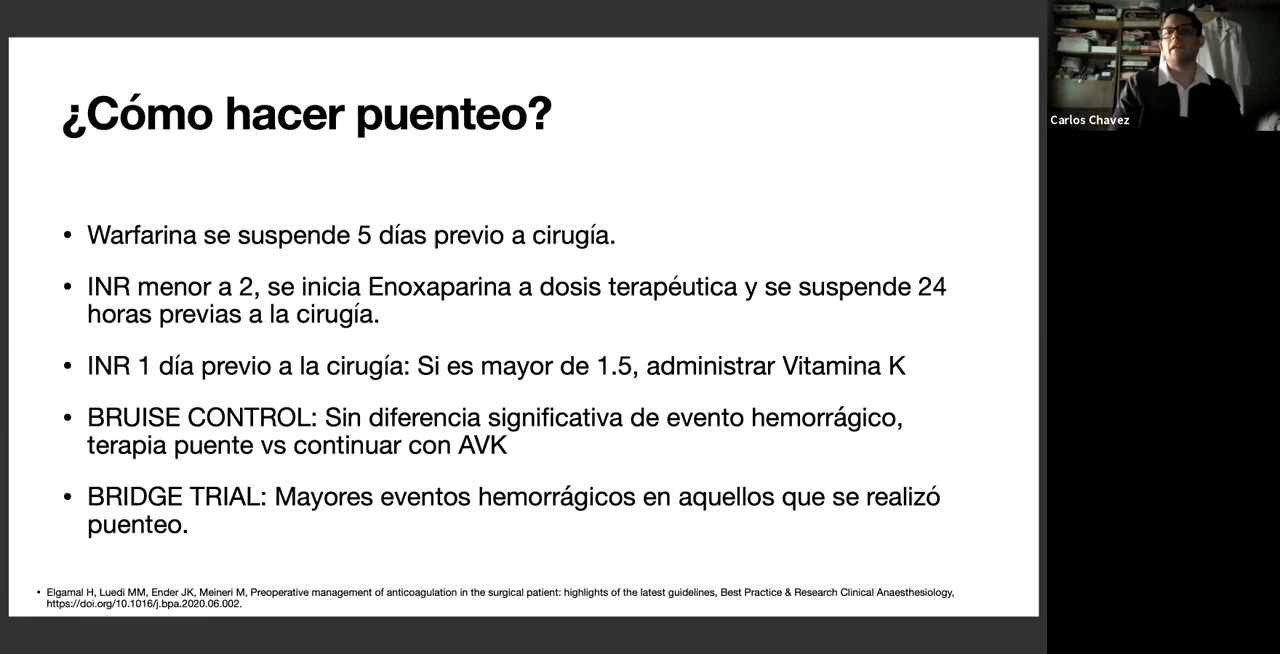 ¿Cómo hacer puenteo?
• Warfarina se suspende 5 días previo a cirugía.
• INR menor a 2, se inicia Enoxaparina a dosis terapéutica y se suspende 24
horas previas a la cirugía.
• INR 1 día previo a la cirugía: Si es mayor de 1.5, administrar Vitamina K
• BRUISE CONTROL: Sin diferencia significativa de evento hemorrágico,
terapia puente vs continuar con AVK
• BRIDGE TRIAL: Mayores eventos hemorrágicos en aquellos que se realizó
puenteo.
• Elgamal H, Luedi MM, Ender JK, Meineri M, Preoperative management of anticoagulation in the surgical patient: highlights of the latest guidelines, Best Practice & Research Clinical Anaesthesiology,
https://doi.org/10.1016/j.bpa.2020.06.002.
Carlos Chavez